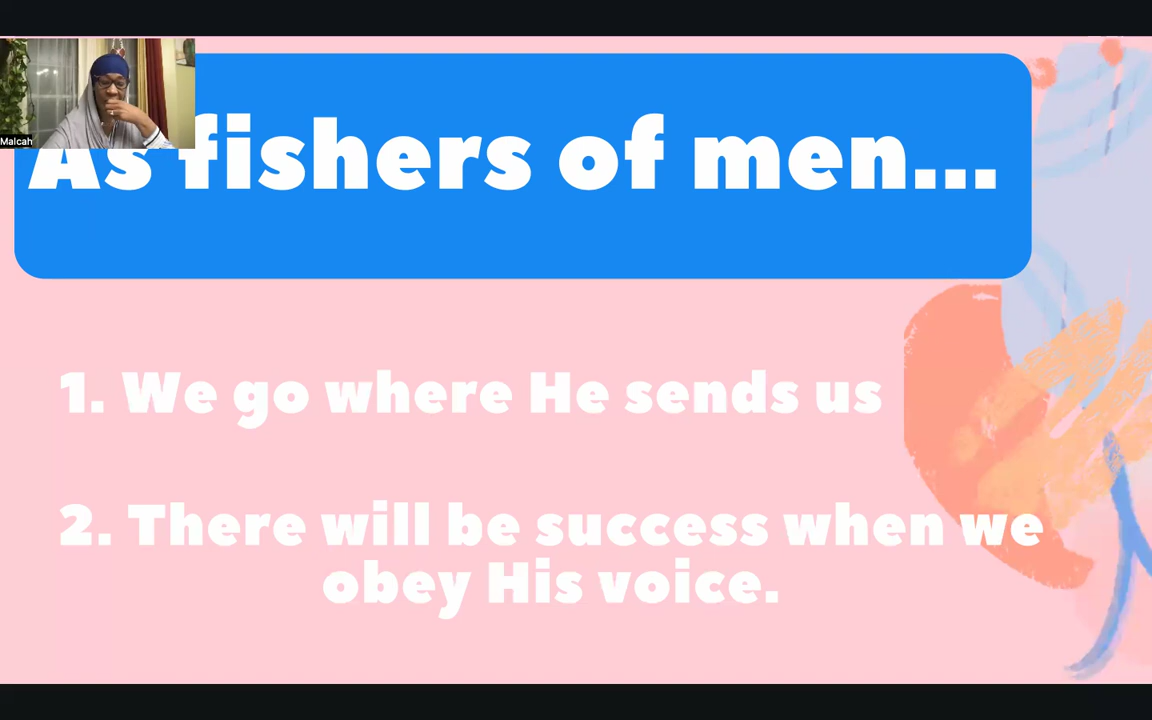 Malcah
As fishers of men...
1. We go where He sends us
2. There will be success when we
obey His voice.